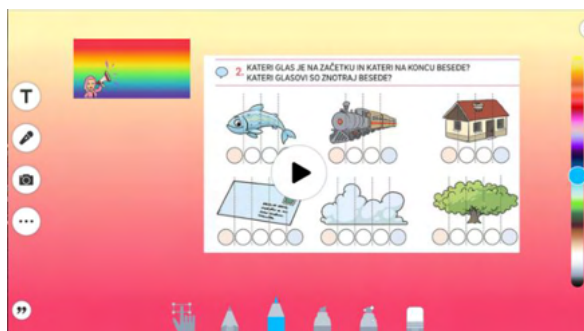 2. KATERI GLAS JE NA ZAČETKU IN KATERI NA KONCU BESEDE?
KATERI GLASOVI SO ZNOTRAJ BESEDE?
T